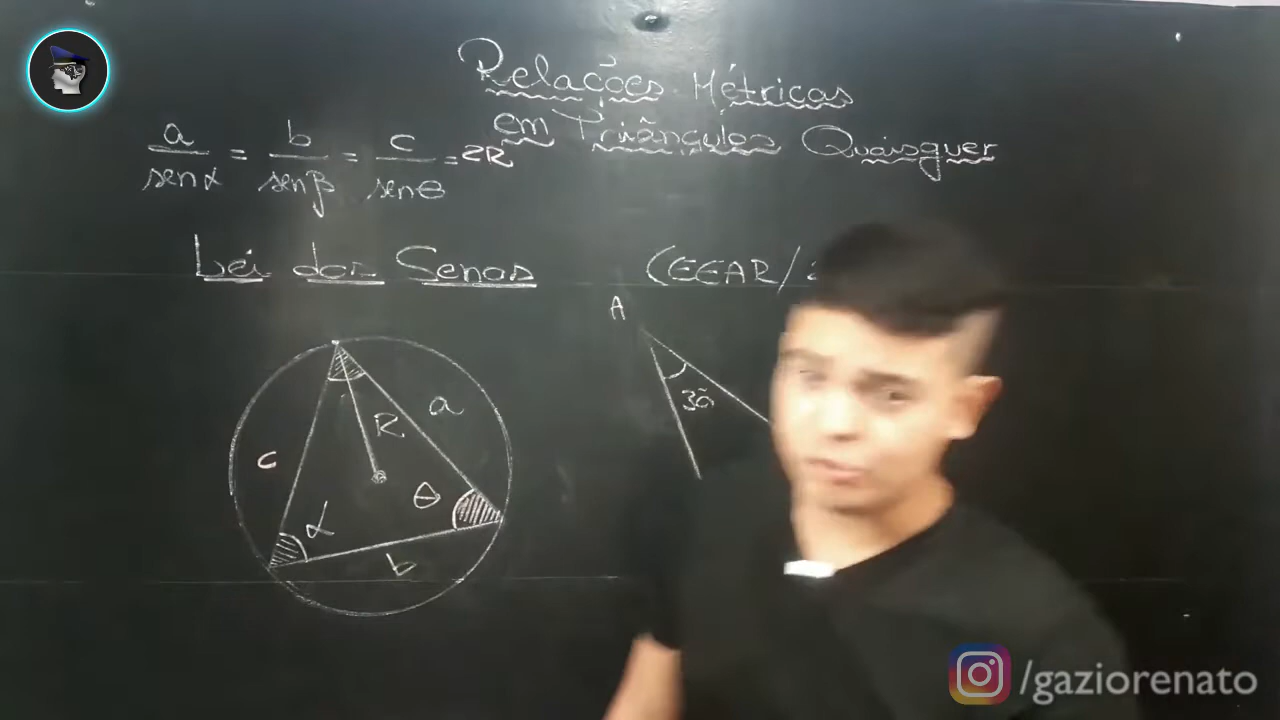 Relações Métricas
em Triângulos Quaisquer
a/senα = b/senβ = c/senθ = 2R
Lei dos Senos
(EEAR/
A
30
c
R
a
θ
α
b
/gaziorenato